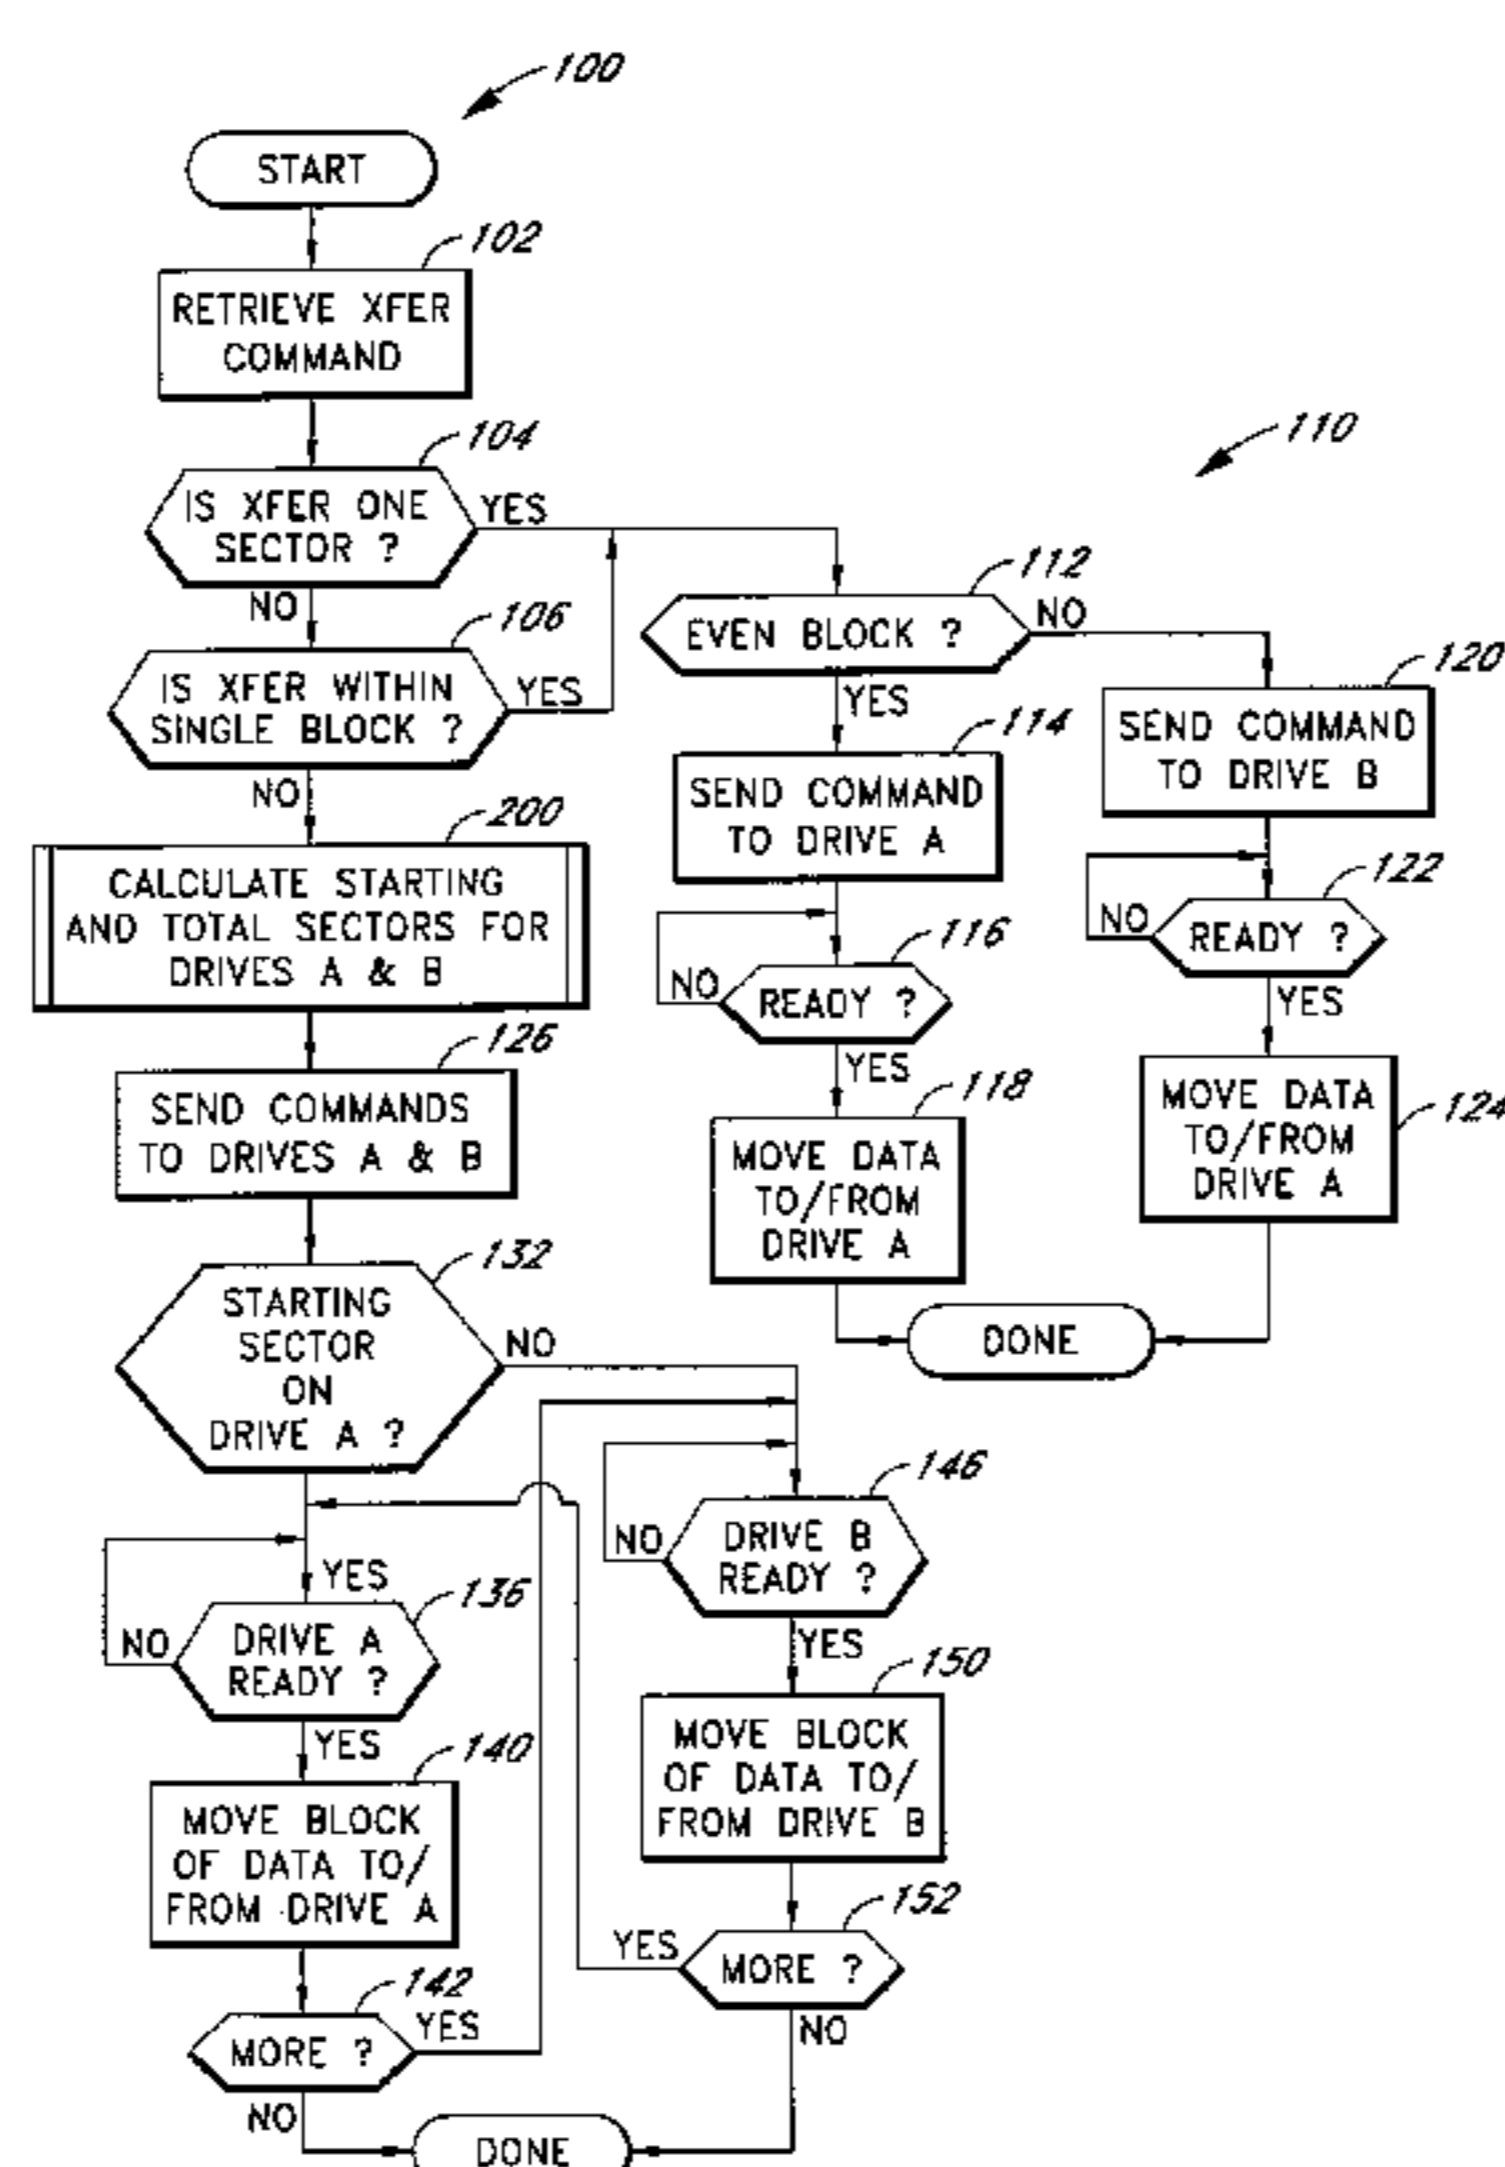 100
START
102
RETRIEVE XFER
COMMAND
104
IS XFER ONE
SECTOR ?
YES
NO
106
IS XFER WITHIN
SINGLE BLOCK ?
YES
NO
200
CALCULATE STARTING
AND TOTAL SECTORS FOR
DRIVES A & B
126
SEND COMMANDS
TO DRIVES A & B
132
STARTING
SECTOR
ON
DRIVE A ?
NO
YES
136
DRIVE A
READY ?
NO
YES
140
MOVE BLOCK
OF DATA TO/
FROM DRIVE A
142
MORE ?
YES
NO
110
112
EVEN BLOCK ?
NO
YES
114
SEND COMMAND
TO DRIVE A
116
READY ?
NO
YES
118
MOVE DATA
TO/FROM
DRIVE A
120
SEND COMMAND
TO DRIVE B
122
READY ?
NO
YES
124
MOVE DATA
TO/FROM
DRIVE A
DONE
146
DRIVE B
READY ?
NO
YES
150
MOVE BLOCK
OF DATA TO/
FROM DRIVE B
152
MORE ?
YES
NO
DONE